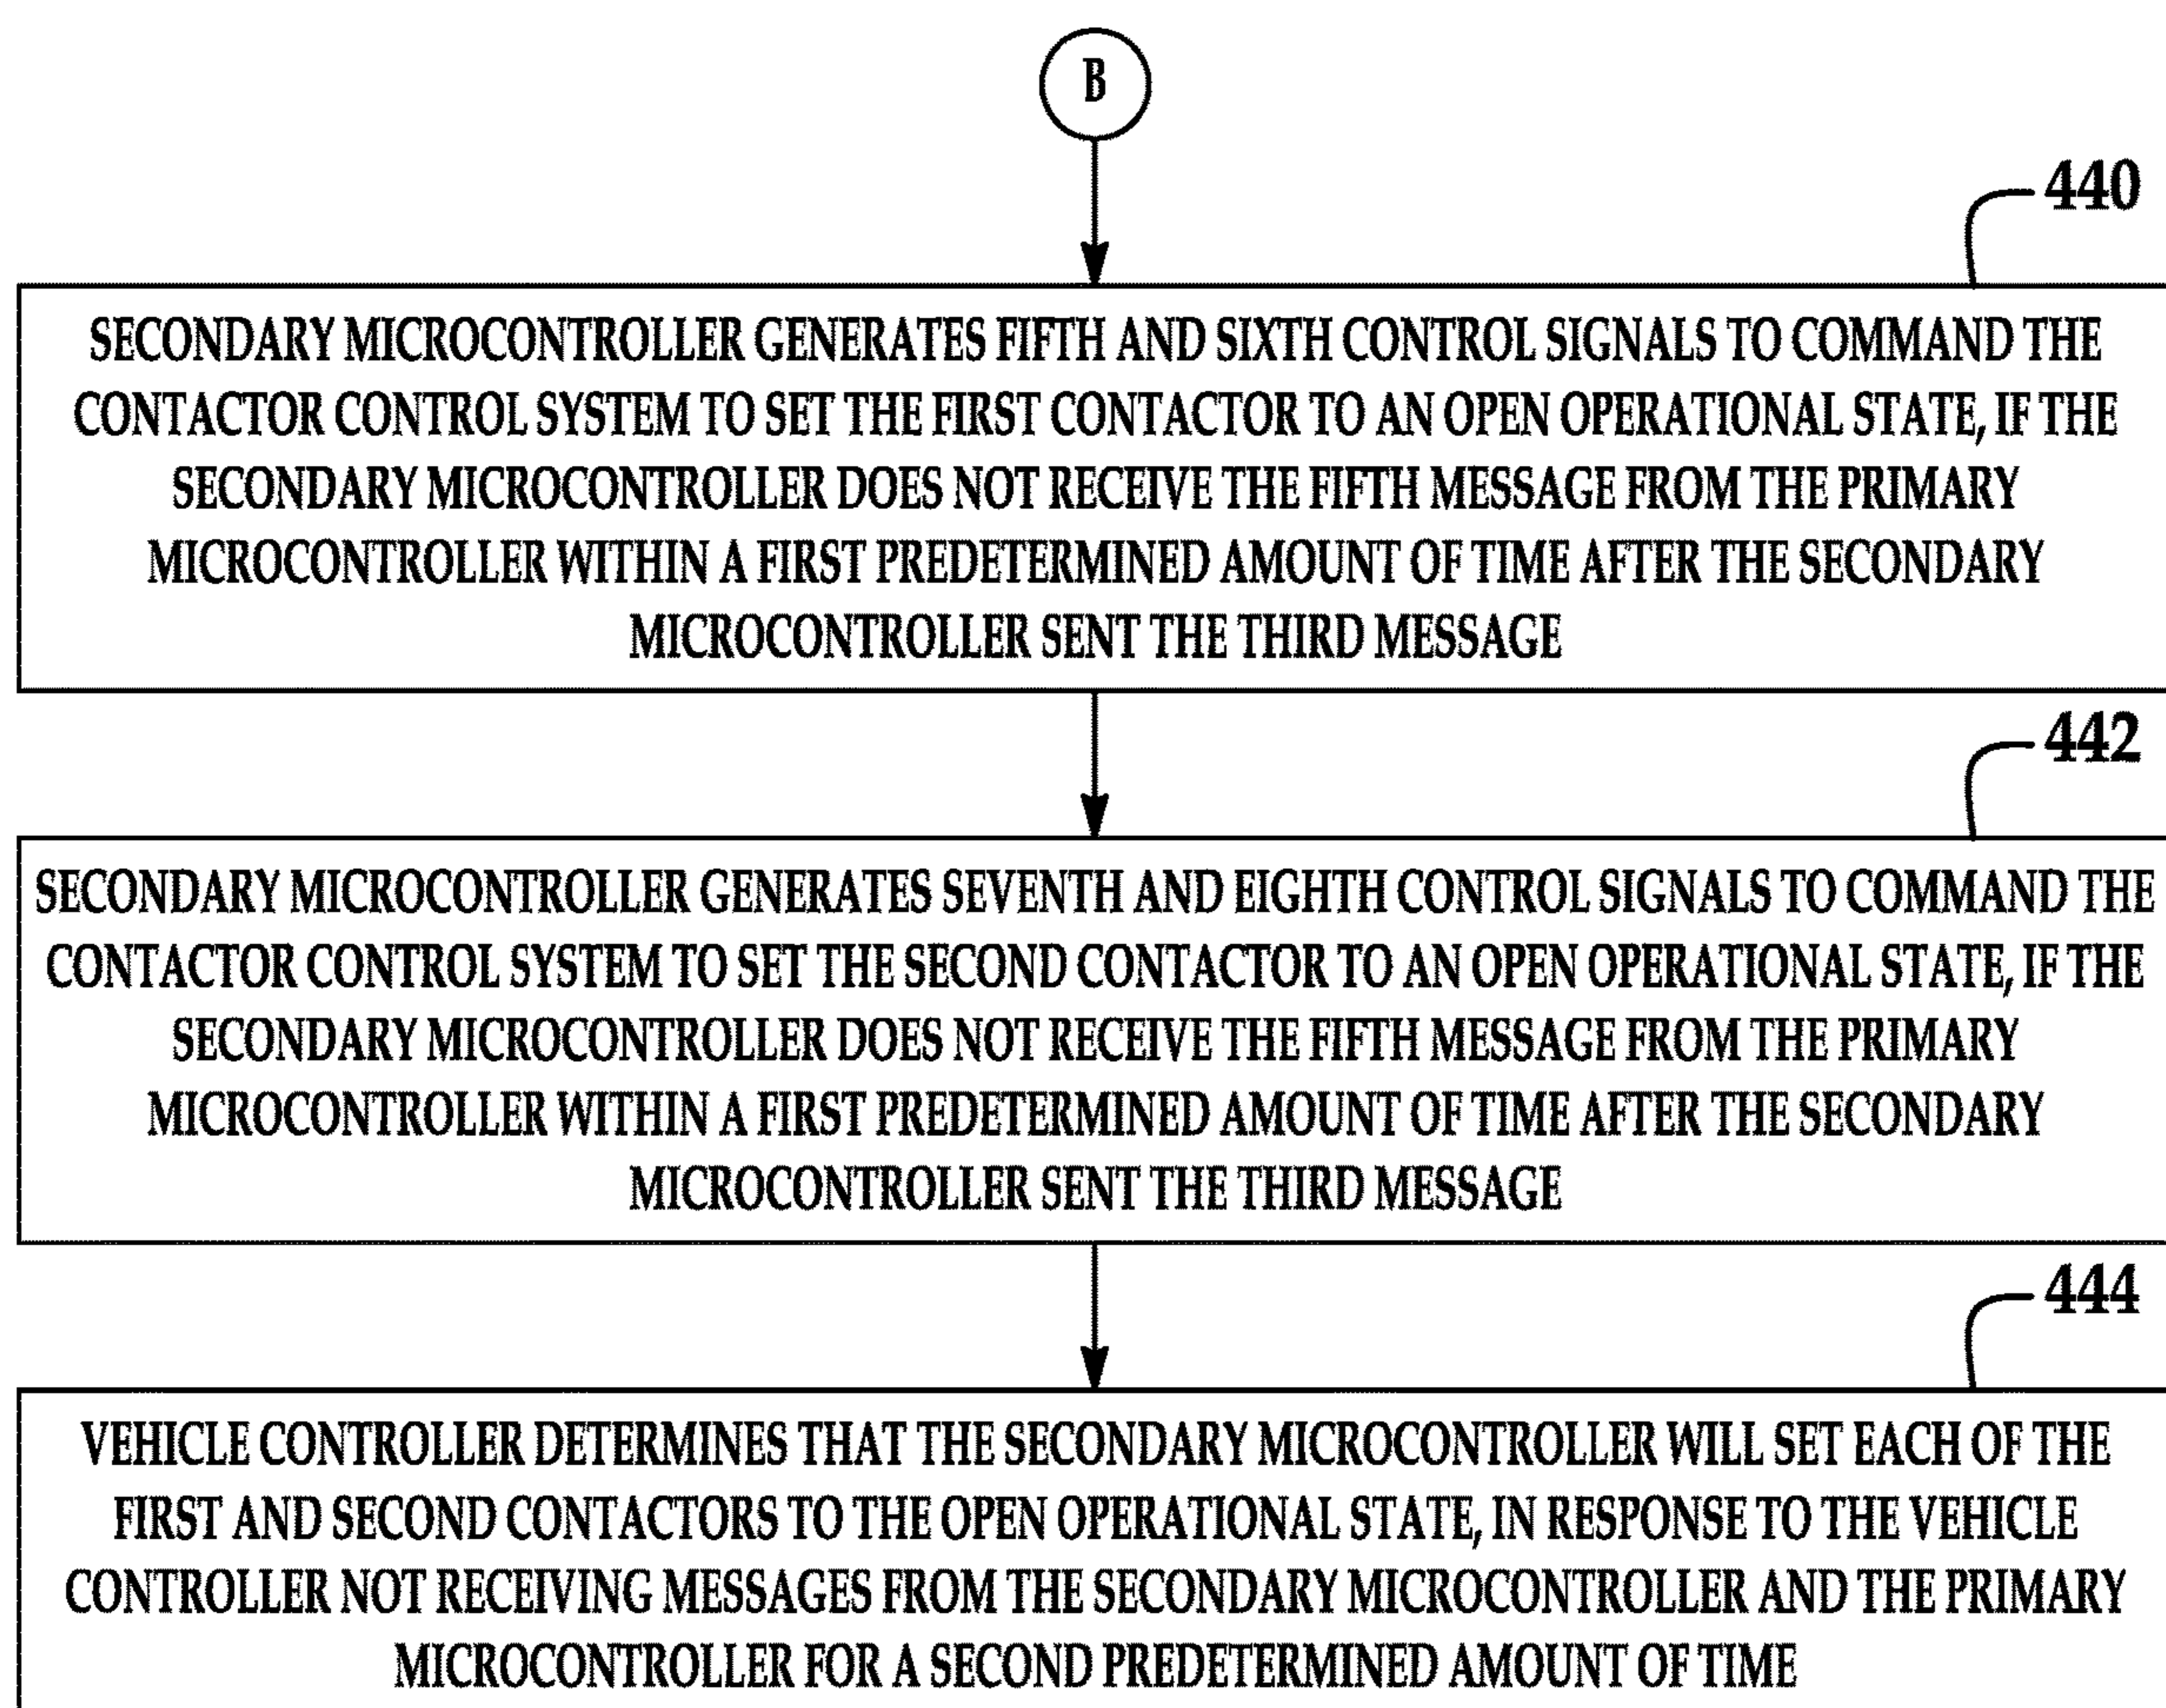 B
440
SECONDARY MICROCONTROLLER GENERATES FIFTH AND SIXTH CONTROL SIGNALS TO COMMAND THE
CONTACTOR CONTROL SYSTEM TO SET THE FIRST CONTACTOR TO AN OPEN OPERATIONAL STATE, IF THE
SECONDARY MICROCONTROLLER DOES NOT RECEIVE THE FIFTH MESSAGE FROM THE PRIMARY
MICROCONTROLLER WITHIN A FIRST PREDETERMINED AMOUNT OF TIME AFTER THE SECONDARY
MICROCONTROLLER SENT THE THIRD MESSAGE
442
SECONDARY MICROCONTROLLER GENERATES SEVENTH AND EIGHTH CONTROL SIGNALS TO COMMAND THE
CONTACTOR CONTROL SYSTEM TO SET THE SECOND CONTACTOR TO AN OPEN OPERATIONAL STATE, IF THE
SECONDARY MICROCONTROLLER DOES NOT RECEIVE THE FIFTH MESSAGE FROM THE PRIMARY
MICROCONTROLLER WITHIN A FIRST PREDETERMINED AMOUNT OF TIME AFTER THE SECONDARY
MICROCONTROLLER SENT THE THIRD MESSAGE
444
VEHICLE CONTROLLER DETERMINES THAT THE SECONDARY MICROCONTROLLER WILL SET EACH OF THE
FIRST AND SECOND CONTACTORS TO THE OPEN OPERATIONAL STATE, IN RESPONSE TO THE VEHICLE
CONTROLLER NOT RECEIVING MESSAGES FROM THE SECONDARY MICROCONTROLLER AND THE PRIMARY
MICROCONTROLLER FOR A SECOND PREDETERMINED AMOUNT OF TIME